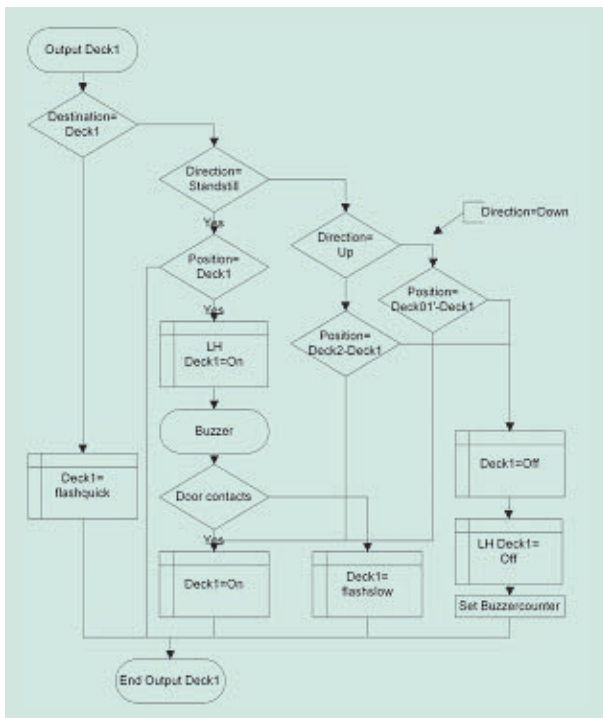 Output Deck1
Destination=
Deck1
Direction=
Standstill
Yes
Direction=
Up
Direction=Down
Position=
Deck1
Yes
Position=
Deck01'-Deck1
Position=
Deck2-Deck1
LH
Deck1=On
Buzzer
Door contacts
Yes
Deck1=
flashquick
Deck1=On
Deck1=
flashslow
Deck1=Off
LH Deck1=
Off
Set Buzzercounter
End Output Deck1